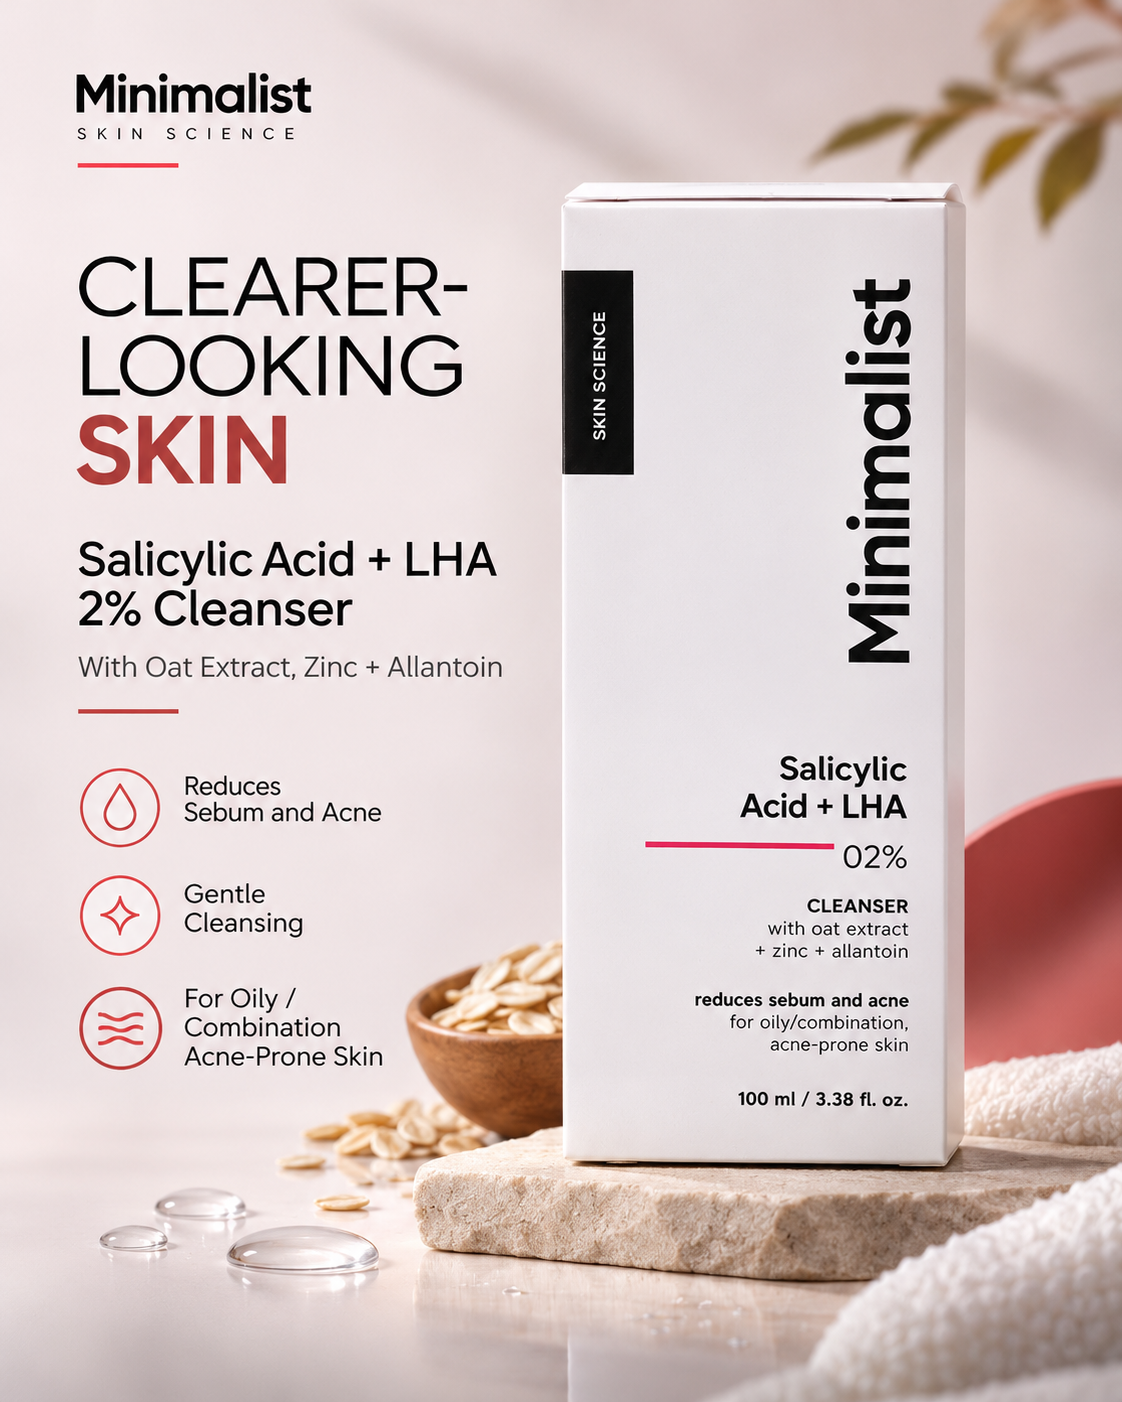 Minimalist
SKIN SCIENCE
CLEARER-
LOOKING
SKIN
Salicylic Acid + LHA
2% Cleanser
With Oat Extract, Zinc + Allantoin
Reduces
Sebum and Acne
Gentle
Cleansing
For Oily /
Combination
Acne-Prone Skin
SKIN SCIENCE
Minimalist
Salicylic
Acid + LHA
02%
CLEANSER
with oat extract
+ zinc + allantoin
reduces sebum and acne
for oily/combination,
acne-prone skin
100 ml / 3.38 fl. oz.